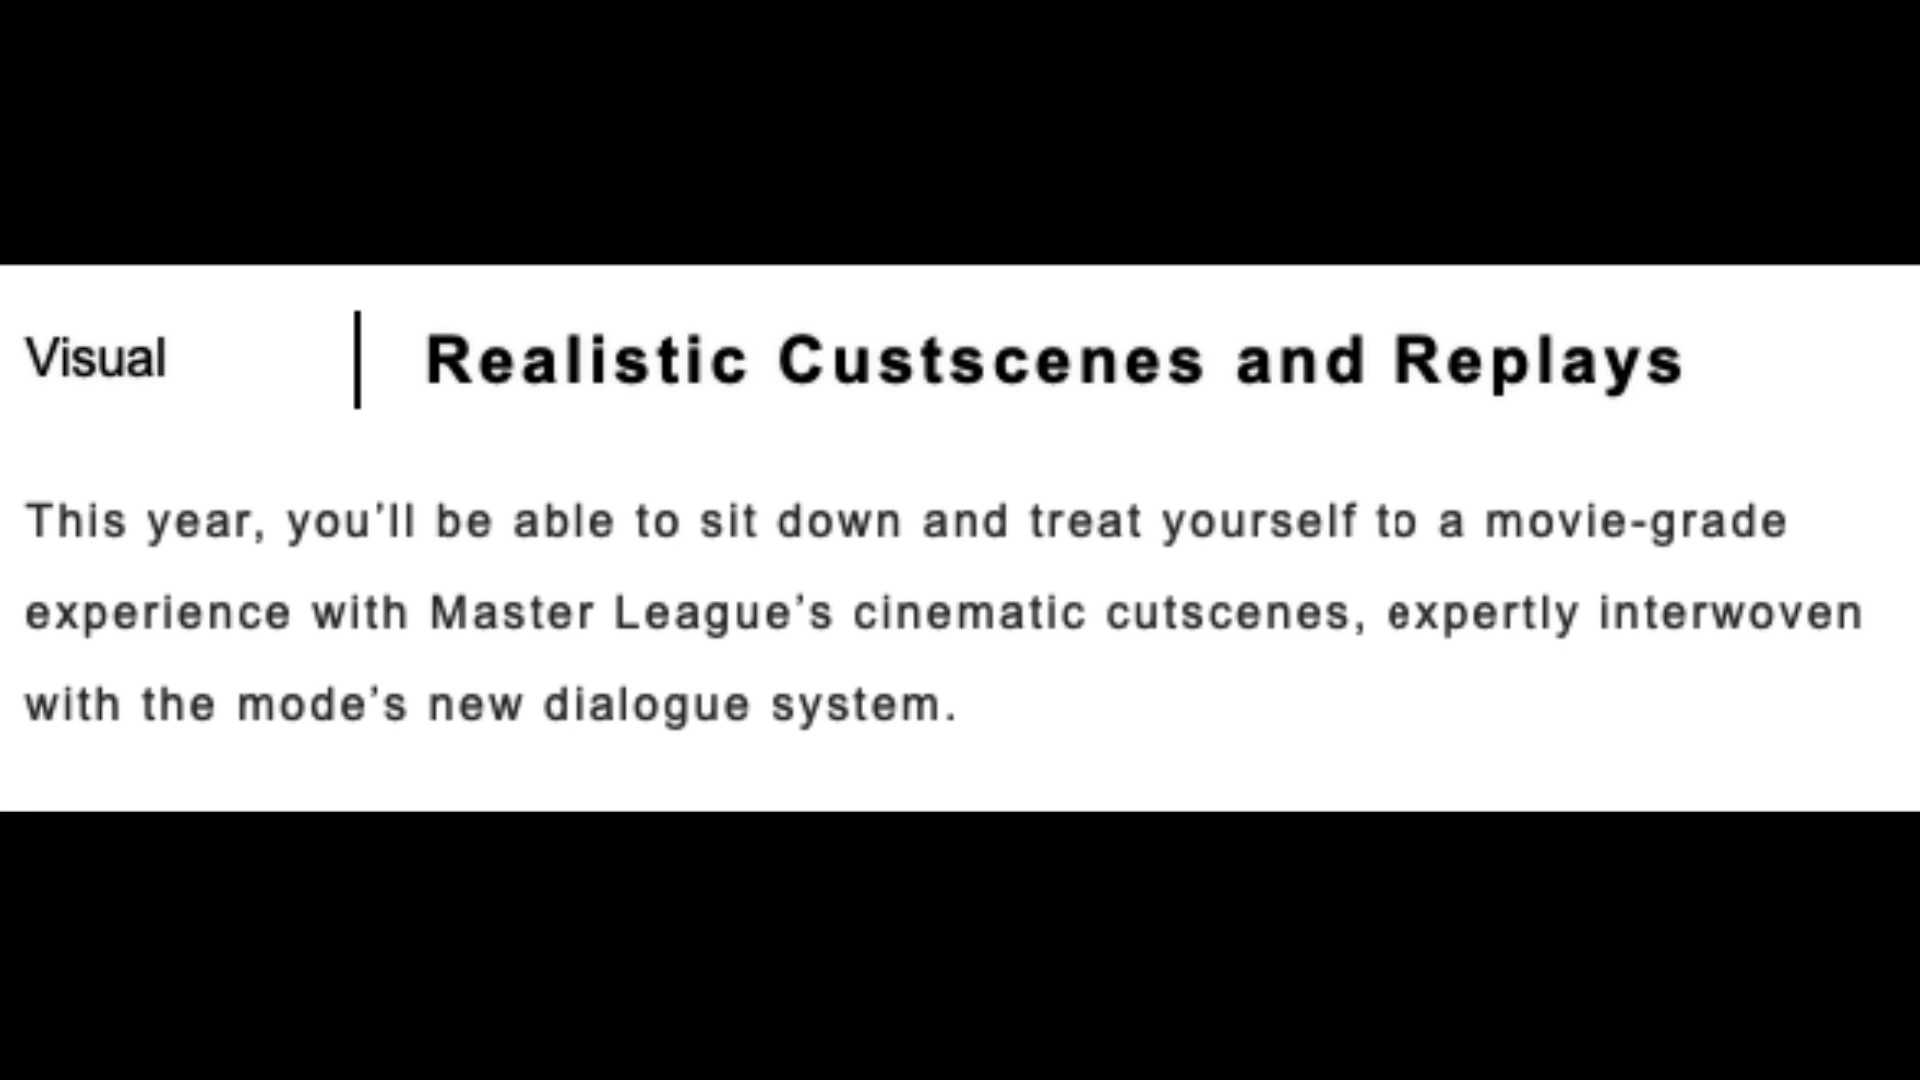 Visual
Realistic Custscenes and Replays
This year, you’ll be able to sit down and treat yourself to a movie-grade
experience with Master League’s cinematic cutscenes, expertly interwoven
with the mode’s new dialogue system.